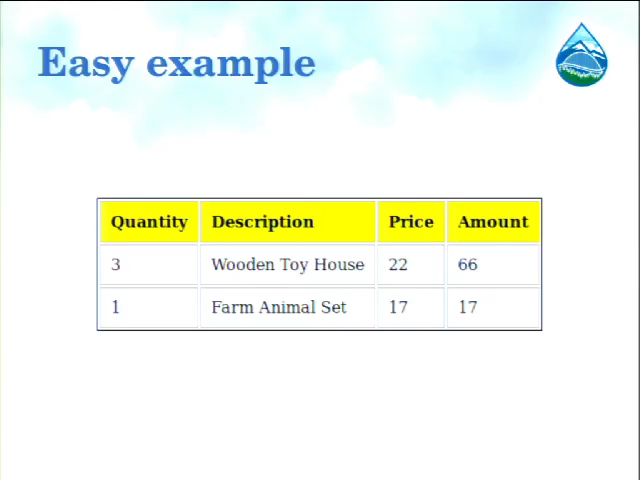 Easy example
Quantity Description Price Amount
3 Wooden Toy House 22 66
1 Farm Animal Set 17 17